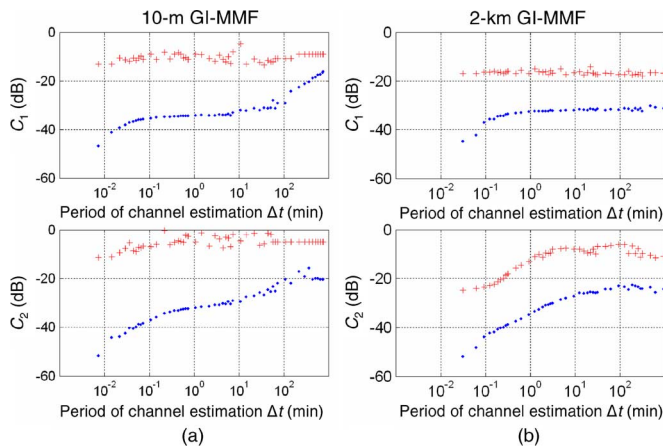 10-m GI-MMF
2-km GI-MMF
0
-20
-40
-60
C1 (dB)
10-2 10-1 100 101 102
Period of channel estimation Δt (min)
0
-20
-40
-60
C1 (dB)
10-2 10-1 100 101 102
Period of channel estimation Δt (min)
0
-20
-40
-60
C2 (dB)
10-2 10-1 100 101 102
Period of channel estimation Δt (min)
(a)
0
-20
-40
-60
C2 (dB)
10-2 10-1 100 101 102
Period of channel estimation Δt (min)
(b)